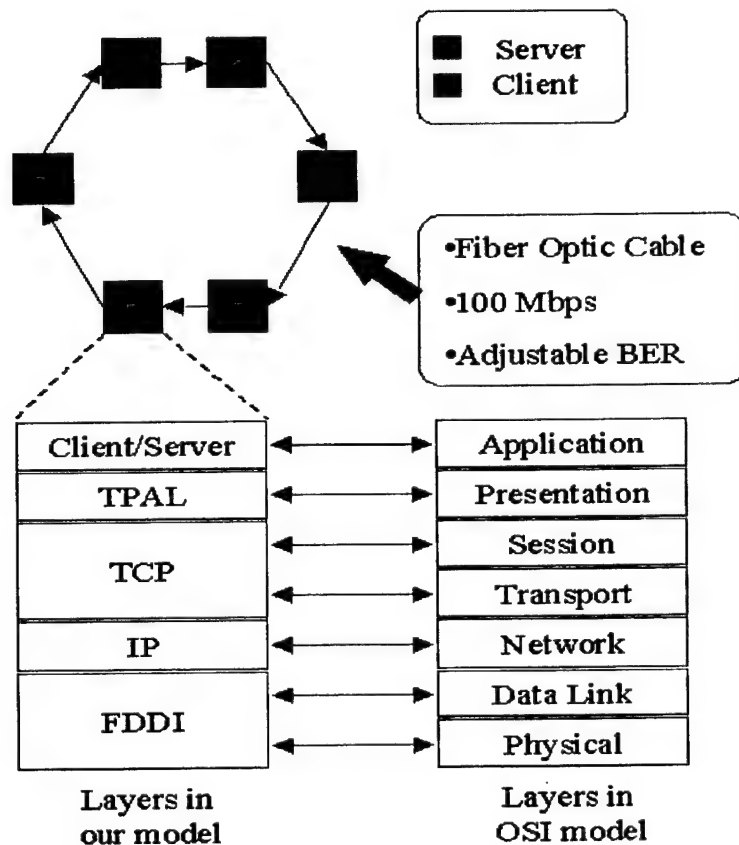 Server
Client
•Fiber Optic Cable
•100 Mbps
•Adjustable BER
Client/Server
Application
TPAL
Presentation
TCP
Session
Transport
IP
Network
FDDI
Data Link
Physical
Layers in
our model
Layers in
OSI model